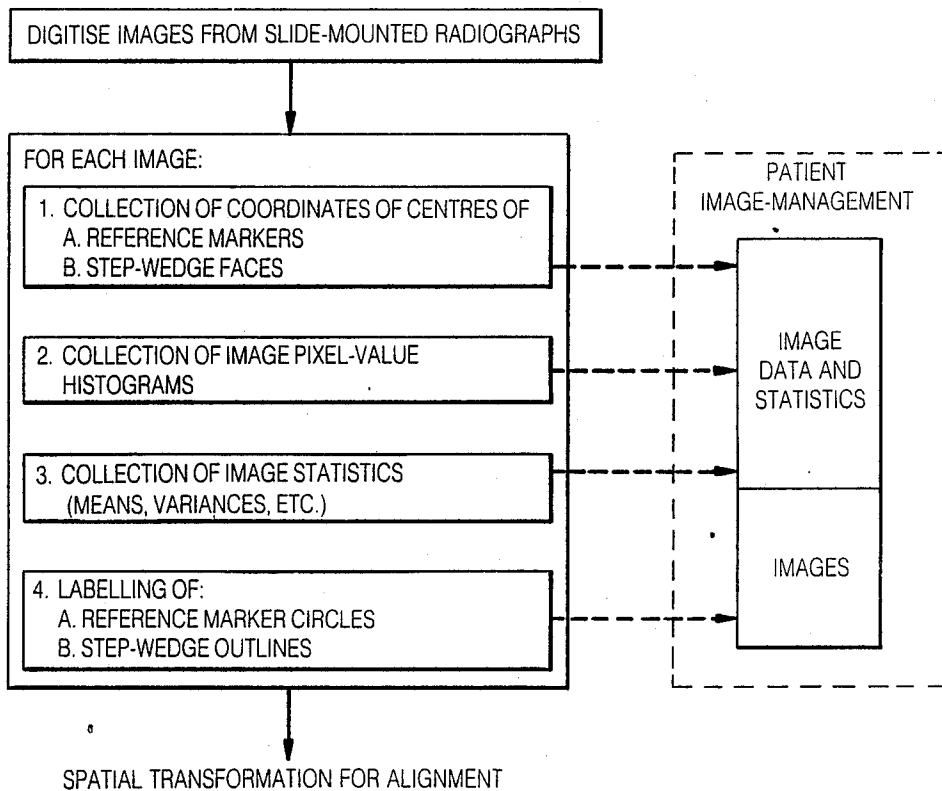 DIGITISE IMAGES FROM SLIDE-MOUNTED RADIOGRAPHS
FOR EACH IMAGE:
1. COLLECTION OF COORDINATES OF CENTRES OF
A. REFERENCE MARKERS
B. STEP-WEDGE FACES
2. COLLECTION OF IMAGE PIXEL-VALUE
HISTOGRAMS
3. COLLECTION OF IMAGE STATISTICS
(MEANS, VARIANCES, ETC.)
4. LABELLING OF:
A. REFERENCE MARKER CIRCLES
B. STEP-WEDGE OUTLINES
PATIENT
IMAGE-MANAGEMENT
IMAGE
DATA AND
STATISTICS
IMAGES
SPATIAL TRANSFORMATION FOR ALIGNMENT